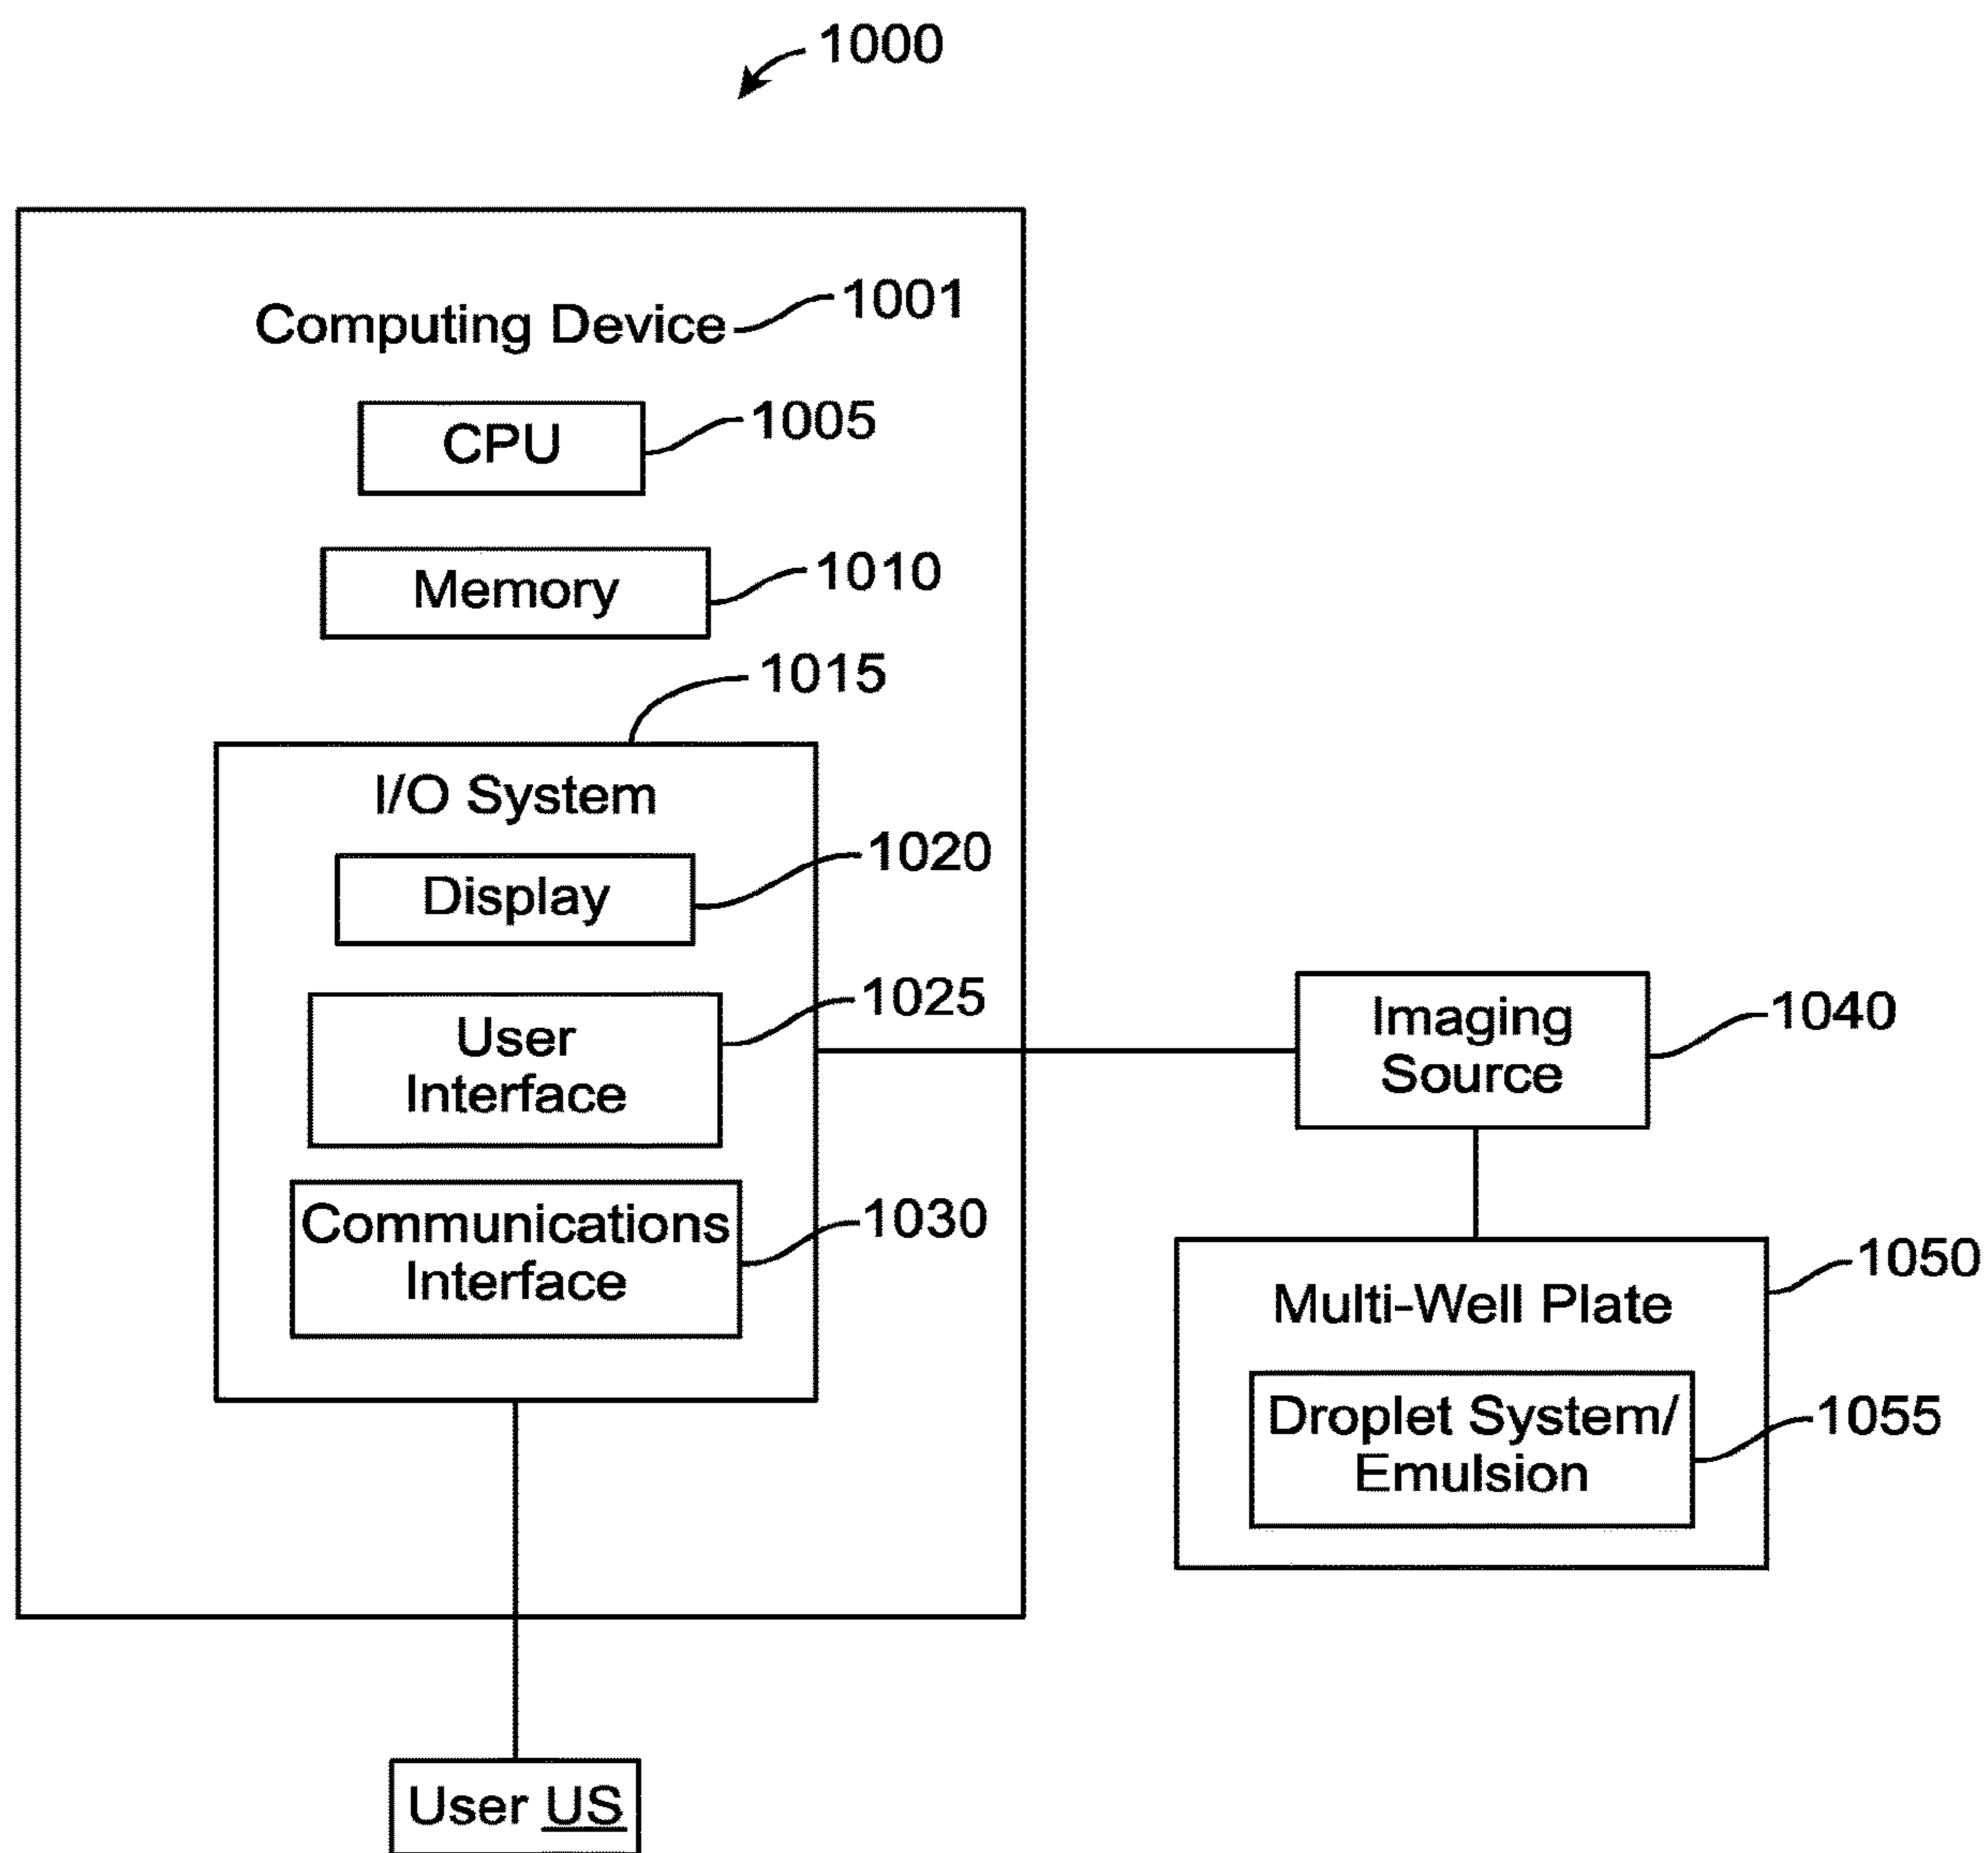 1000
Computing Device 1001
CPU 1005
Memory 1010
1015
I/O System
Display 1020
User
Interface
1025
Communications
Interface
1030
Imaging
Source
1040
Multi-Well Plate
1050
Droplet System/
Emulsion
1055
User US